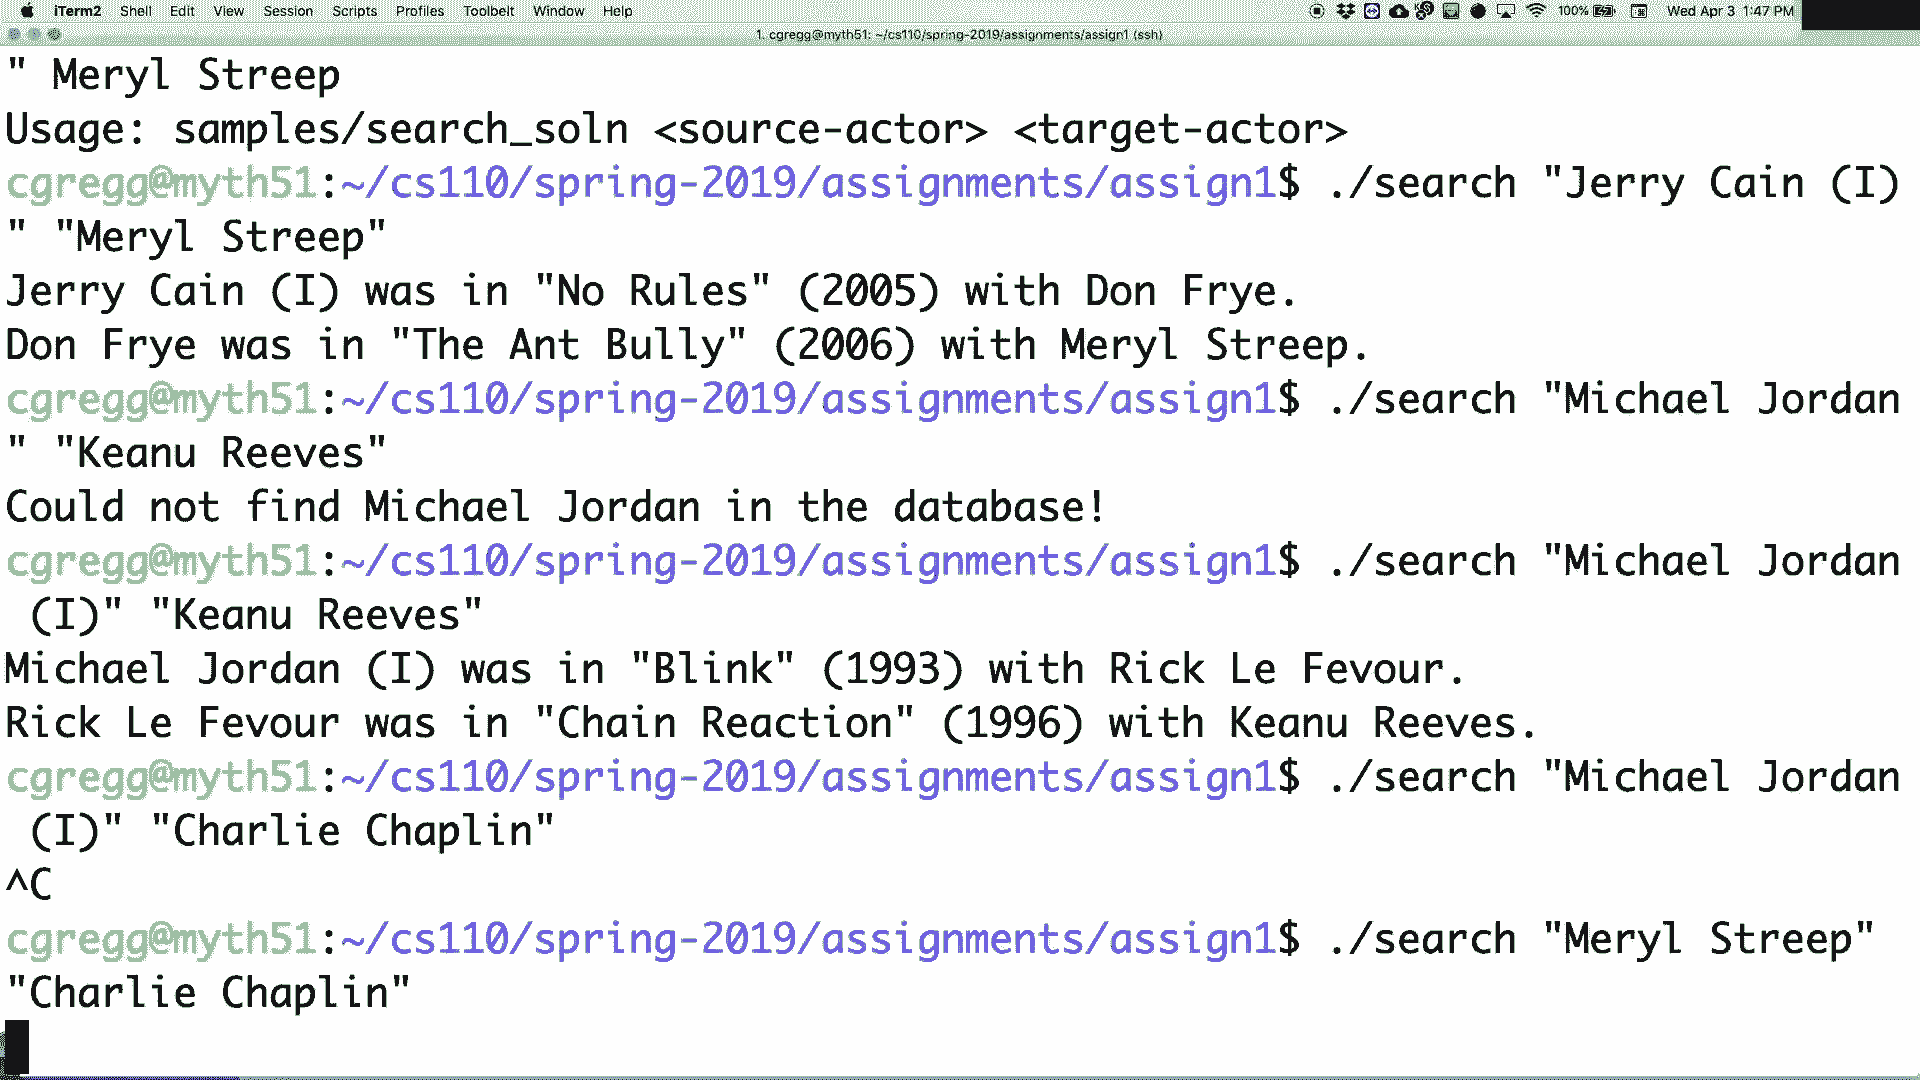 iTerm2 Shell Edit View Session Scripts Profiles Toolbelt Window Help 100% Wed Apr 3 1:47 PM
1. cgregg@myth51: ~/cs110/spring-2019/assignments/assign1 (ssh)
" Meryl Streep
Usage: samples/search_soln <source-actor> <target-actor>
cgregg@myth51:~/cs110/spring-2019/assignments/assign1$ ./search "Jerry Cain (I)
" "Meryl Streep"
Jerry Cain (I) was in "No Rules" (2005) with Don Frye.
Don Frye was in "The Ant Bully" (2006) with Meryl Streep.
cgregg@myth51:~/cs110/spring-2019/assignments/assign1$ ./search "Michael Jordan
" "Keanu Reeves"
Could not find Michael Jordan in the database!
cgregg@myth51:~/cs110/spring-2019/assignments/assign1$ ./search "Michael Jordan
 (I)" "Keanu Reeves"
Michael Jordan (I) was in "Blink" (1993) with Rick Le Fevour.
Rick Le Fevour was in "Chain Reaction" (1996) with Keanu Reeves.
cgregg@myth51:~/cs110/spring-2019/assignments/assign1$ ./search "Michael Jordan
 (I)" "Charlie Chaplin"
^C
cgregg@myth51:~/cs110/spring-2019/assignments/assign1$ ./search "Meryl Streep"
"Charlie Chaplin"